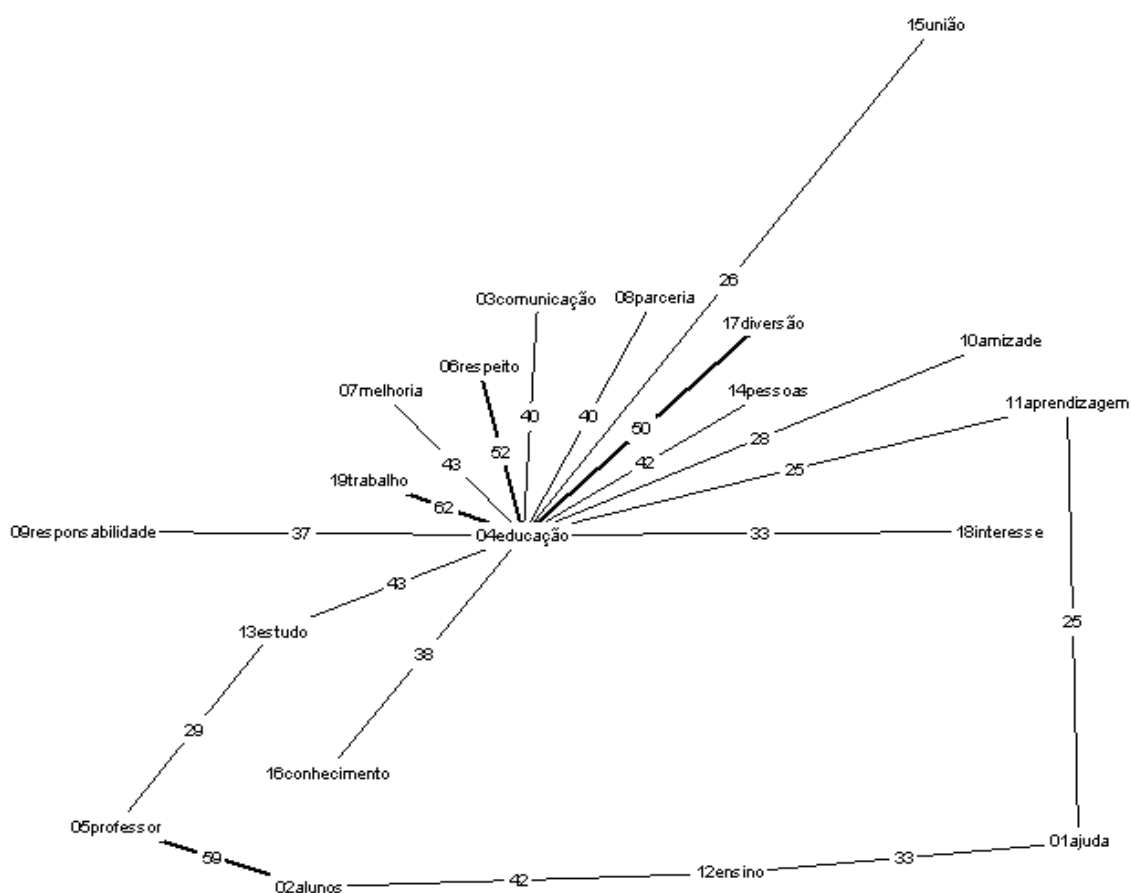 15união
26
03comunicação
08parceria
17diversão
10amizade
06respeito
07melhoria
14pessoas
11aprendizagem
40
40
50
28
52
42
43
25
19trabalho
62
09responsabilidade
37
04educação
33
18interesse
43
13estudo
25
38
29
16conhecimento
05professor
01ajuda
59
33
12ensino
42
02alunos